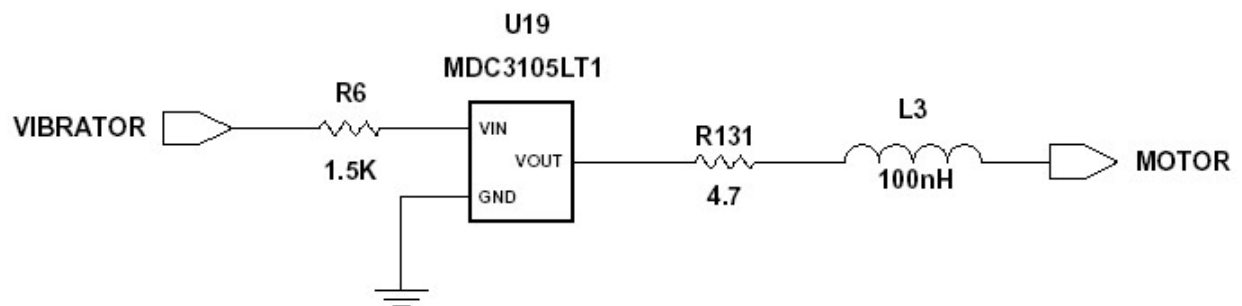 U19
MDC3105LT1
VIBRATOR
R6
1.5K
VIN
VOUT
GND
R131
4.7
L3
100nH
MOTOR